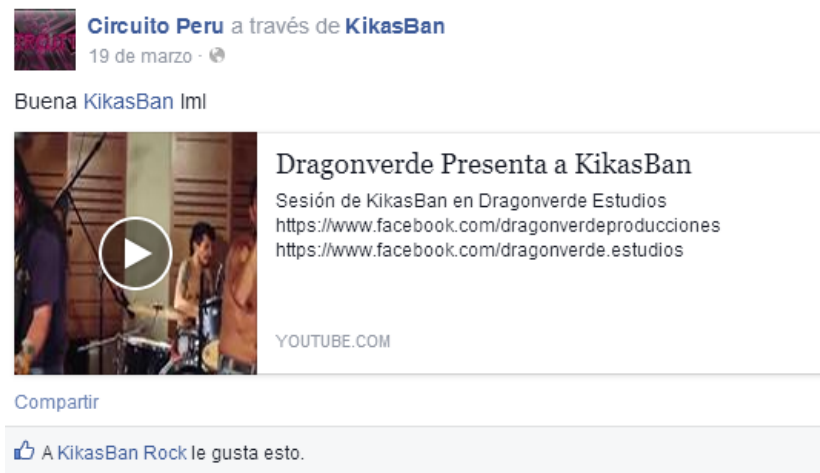 Circuito Peru a través de KikasBan
19 de marzo ·
Buena KikasBan lml
Dragonverde Presenta a KikasBan
Sesión de KikasBan en Dragonverde Estudios
https://www.facebook.com/dragonverdeproducciones
https://www.facebook.com/dragonverde.estudios
YOUTUBE.COM
Compartir
A KikasBan Rock le gusta esto.